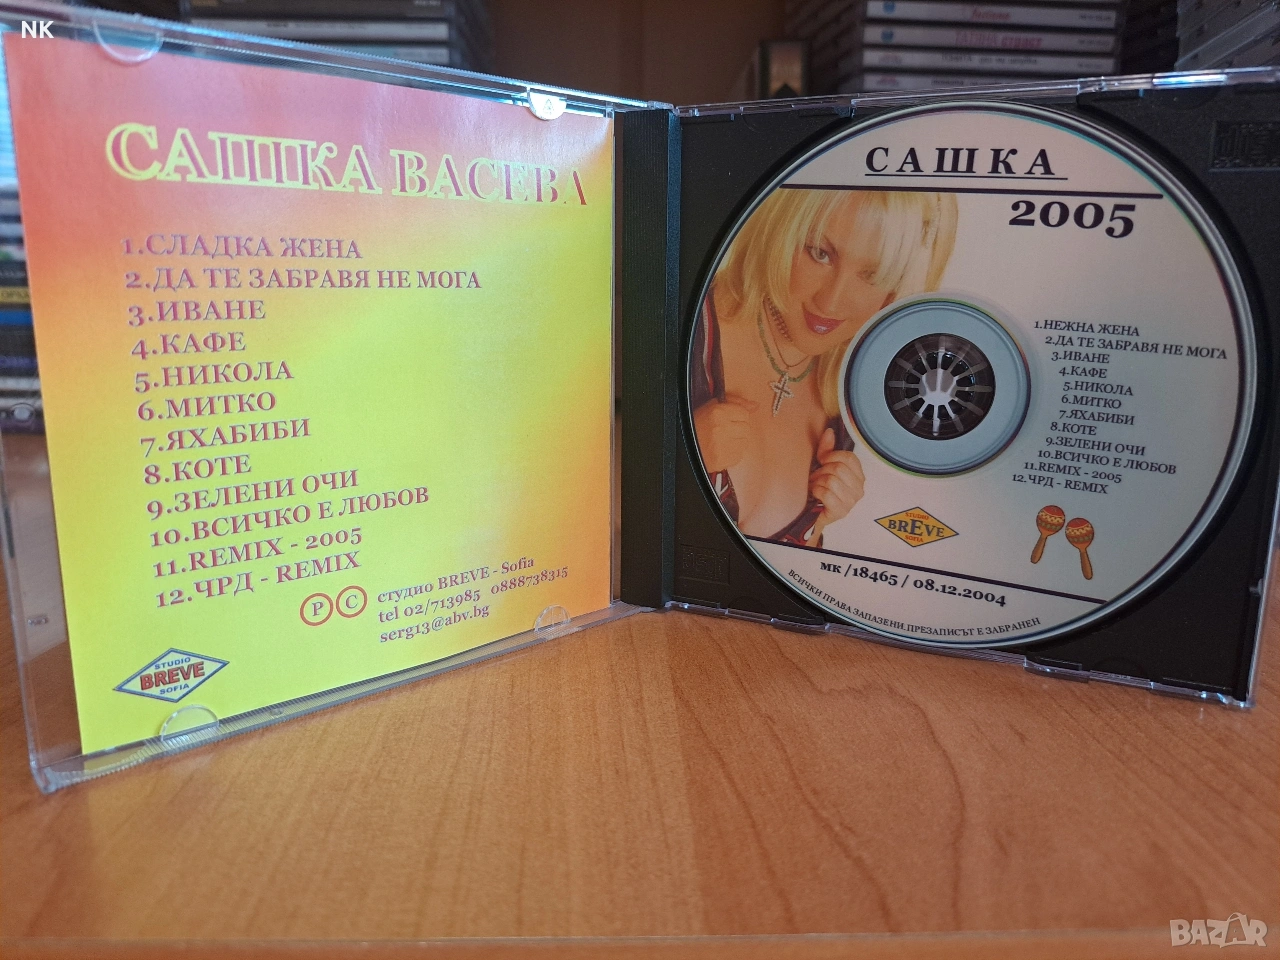 NK
САШКА ВАСЕВА
1.СЛАДКА ЖЕНА
2.ДА ТЕ ЗАБРАВЯ НЕ МОГА
3.ИВАНЕ
4.КАФЕ
5.НИКОЛА
6.МИТКО
7.ЯХАБИБИ
8.КОТЕ
9.ЗЕЛЕНИ ОЧИ
10.ВСИЧКО Е ЛЮБОВ
11.REMIX - 2005
12.ЧРД - REMIX
P C студио BREVE - Sofia
tel 02/713985 0888738315
serg13@abv.bg
STUDIO
BREVE
SOFIA
САШКА
2005
1.НЕЖНА ЖЕНА
2.ДА ТЕ ЗАБРАВЯ НЕ МОГА
3.ИВАНЕ
4.КАФЕ
5.НИКОЛА
6.МИТКО
7.ЯХАБИБИ
8.КОТЕ
9.ЗЕЛЕНИ ОЧИ
10.ВСИЧКО Е ЛЮБОВ
11.REMIX - 2005
12.ЧРД - REMIX
STUDIO
BREVE
SOFIA
МК /18465 / 08.12.2004
ВСИЧКИ ПРАВА ЗАПАЗЕНИ.ПРЕЗАПИСЪТ Е ЗАБРАНЕН
BAZAR